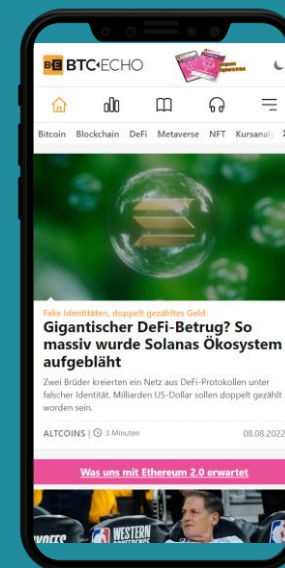 BE BTC-ECHO
Bitcoin Blockchain DeFi Metaverse NFT Kursanaly
Fake Identitäten, doppelt gezähltes Geld
Gigantischer DeFi-Betrug? So
massiv wurde Solanas Ökosystem
aufgebläht
Zwei Brüder kreierten ein Netz aus DeFi-Protokollen unter
falscher Identität. Milliarden US-Dollar sollen doppelt gezählt
worden sein.
ALTCOINS | 3 Minuten 08.08.2022
Was uns mit Ethereum 2.0 erwartet
WESTERN
CONFERENCE